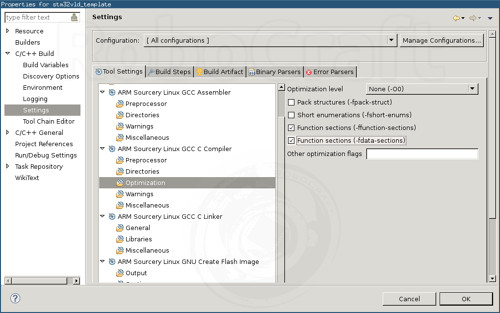 Properties for stm32vld_template
type filter text
Settings
Resource
Builders
C/C++ Build
Build Variables
Discovery Options
Environment
Logging
Settings
Tool Chain Editor
C/C++ General
Project References
Run/Debug Settings
Task Repository
WikiText
Configuration:
[ All configurations ]
Manage Configurations...
Tool Settings
Build Steps
Build Artifact
Binary Parsers
Error Parsers
ARM Sourcery Linux GCC Assembler
Preprocessor
Directories
Warnings
Miscellaneous
ARM Sourcery Linux GCC C Compiler
Preprocessor
Directories
Optimization
Warnings
Miscellaneous
ARM Sourcery Linux GCC C Linker
General
Libraries
Miscellaneous
ARM Sourcery Linux GNU Create Flash Image
Output
Optimization level
None (-O0)
Pack structures (-fpack-struct)
Short enumerations (-fshort-enums)
Function sections (-ffunction-sections)
Function sections (-fdata-sections)
Other optimization flags
?
Cancel
OK